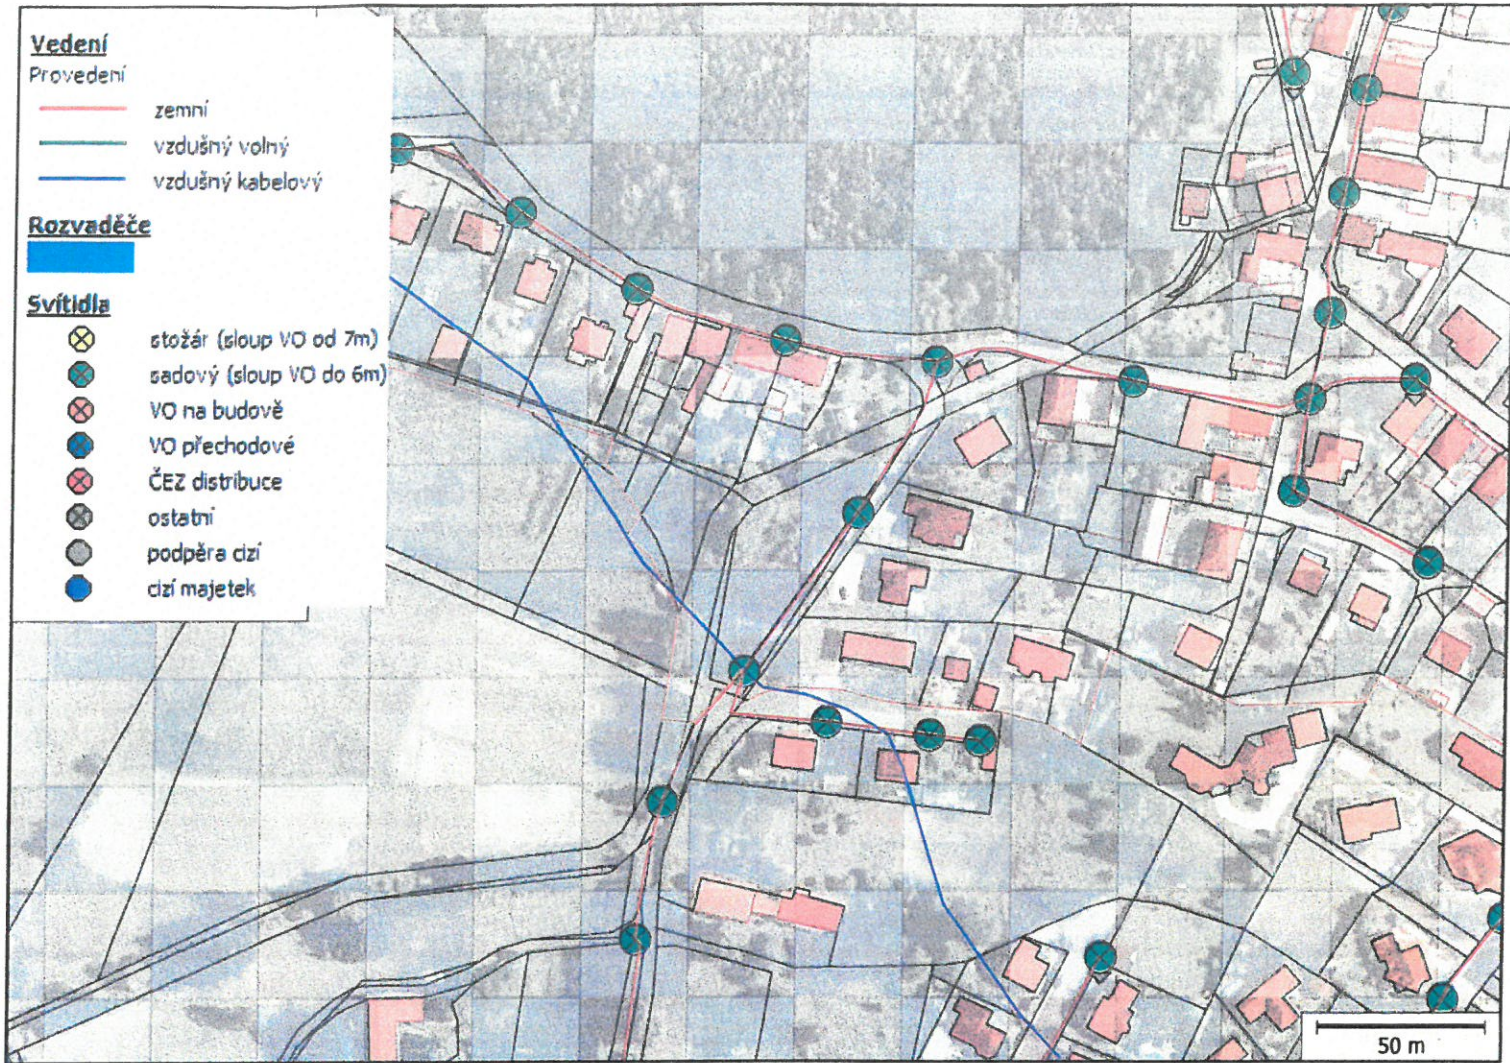 Vedení
Provedení
zemní
vzdušný volný
vzdušný kabelový
Rozvaděče
Svítidla
stožár (sloup VO od 7m)
sadový (sloup VO do 6m)
VO na budově
VO přechodové
ČEZ distribuce
ostatní
podpěra cizí
cizí majetek
50 m